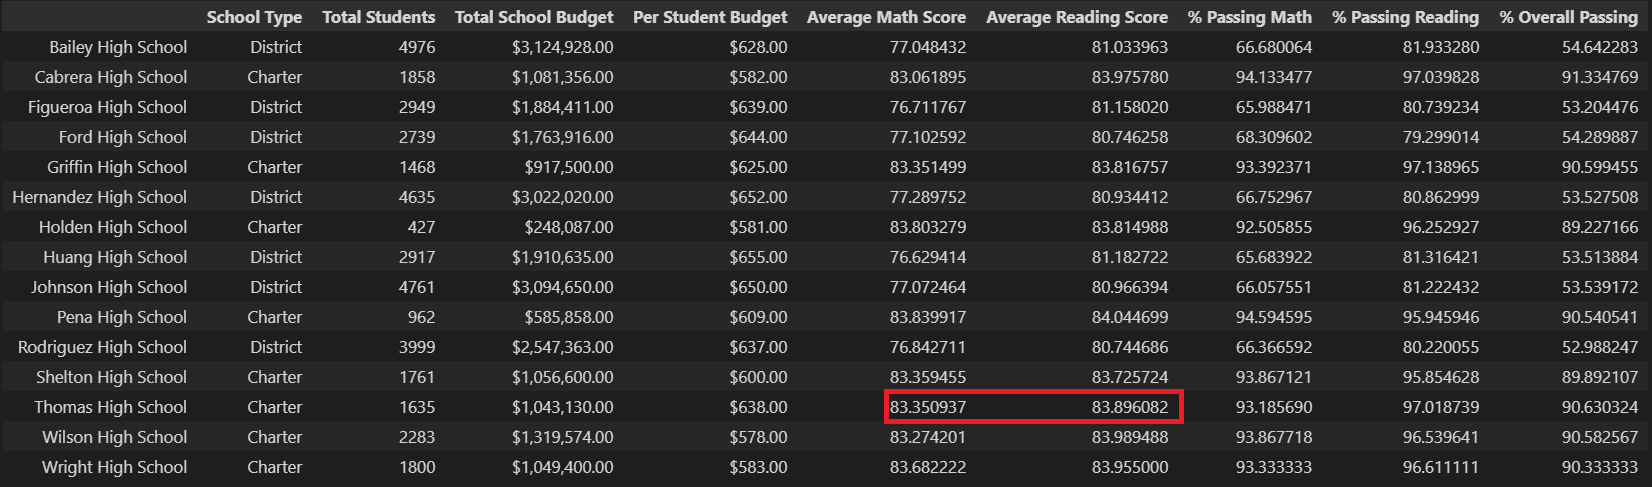 School Type Total Students Total School Budget Per Student Budget Average Math Score Average Reading Score % Passing Math % Passing Reading % Overall Passing
Bailey High School District 4976 $3,124,928.00 $628.00 77.048432 81.033963 66.680064 81.933280 54.642283
Cabrera High School Charter 1858 $1,081,356.00 $582.00 83.061895 83.975780 94.133477 97.039828 91.334769
Figueroa High School District 2949 $1,884,411.00 $639.00 76.711767 81.158020 65.988471 80.739234 53.204476
Ford High School District 2739 $1,763,916.00 $644.00 77.102592 80.746258 68.309602 79.299014 54.289887
Griffin High School Charter 1468 $917,500.00 $625.00 83.351499 83.816757 93.392371 97.138965 90.599455
Hernandez High School District 4635 $3,022,020.00 $652.00 77.289752 80.934412 66.752967 80.862999 53.527508
Holden High School Charter 427 $248,087.00 $581.00 83.803279 83.814988 92.505855 96.252927 89.227166
Huang High School District 2917 $1,910,635.00 $655.00 76.629414 81.182722 65.683922 81.316421 53.513884
Johnson High School District 4761 $3,094,650.00 $650.00 77.072464 80.966394 66.057551 81.222432 53.539172
Pena High School Charter 962 $585,858.00 $609.00 83.839917 84.044699 94.594595 95.945946 90.540541
Rodriguez High School District 3999 $2,547,363.00 $637.00 76.842711 80.744686 66.366592 80.220055 52.988247
Shelton High School Charter 1761 $1,056,600.00 $600.00 83.359455 83.725724 93.867121 95.854628 89.892107
Thomas High School Charter 1635 $1,043,130.00 $638.00 83.350937 83.896082 93.185690 97.018739 90.630324
Wilson High School Charter 2283 $1,319,574.00 $578.00 83.274201 83.989488 93.867718 96.539641 90.582567
Wright High School Charter 1800 $1,049,400.00 $583.00 83.682222 83.955000 93.333333 96.611111 90.333333